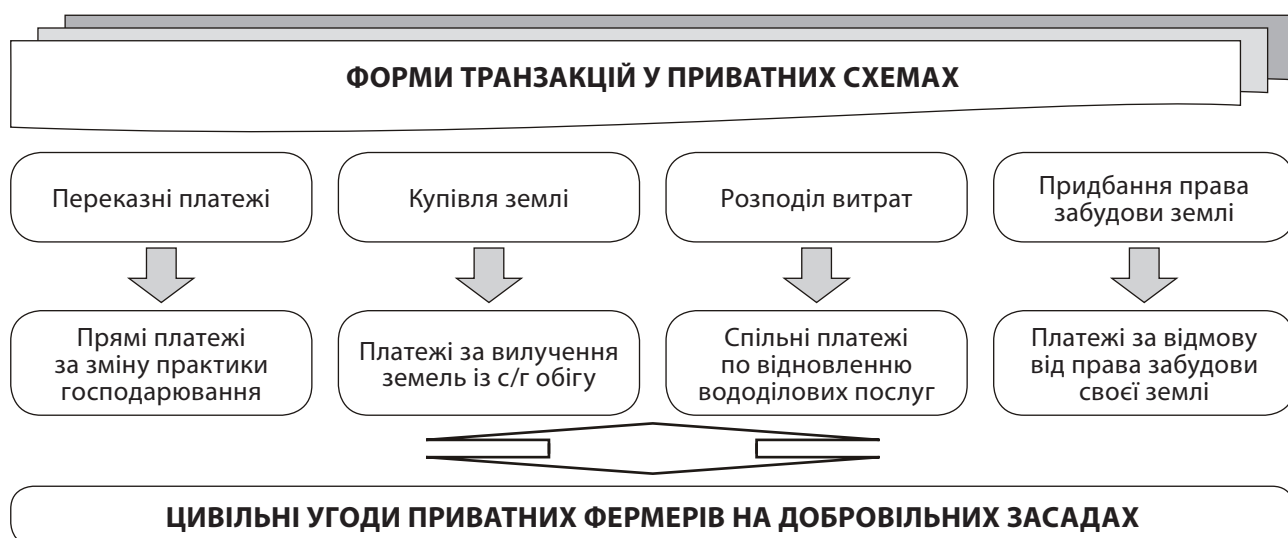 ФОРМИ ТРАНЗАКЦІЙ У ПРИВАТНИХ СХЕМАХ
Переказні платежі
Купівля землі
Розподіл витрат
Придбання права
забудови землі
Прямі платежі
за зміну практики
господарювання
Платежі за вилучення
земель із с/г обігу
Спільні платежі
по відновленню
вододілових послуг
Платежі за відмову
від права забудови
своєї землі
ЦИВІЛЬНІ УГОДИ ПРИВАТНИХ ФЕРМЕРІВ НА ДОБРОВІЛЬНИХ ЗАСАДАХ